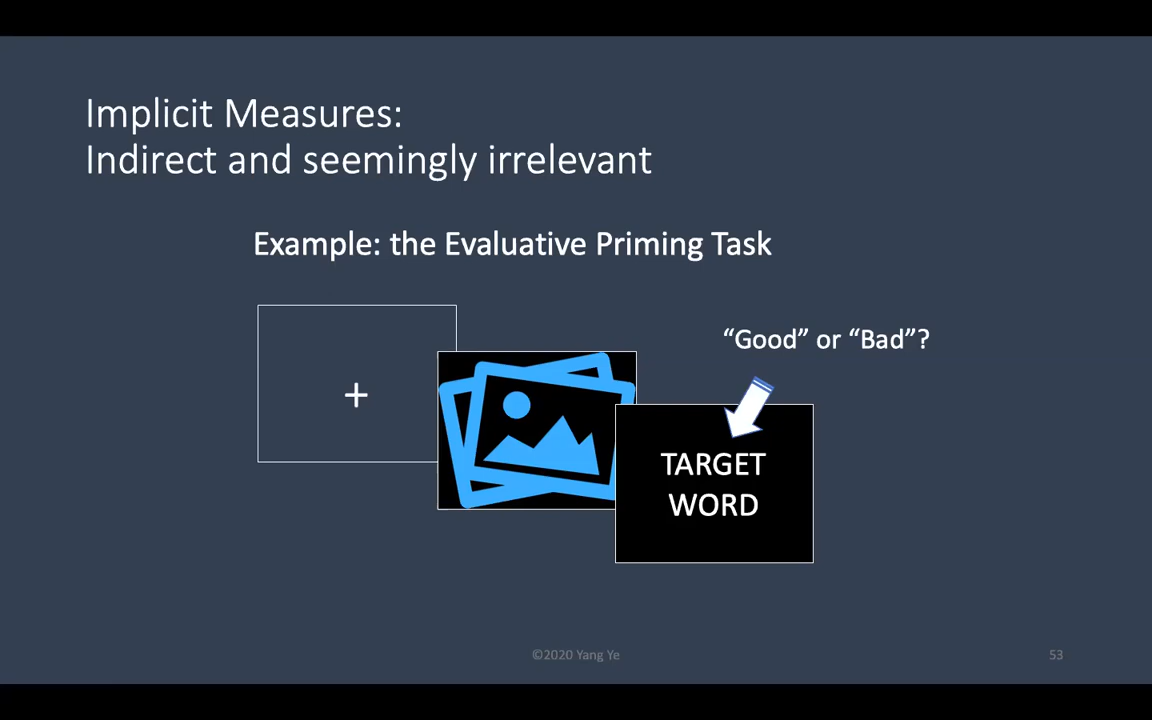 Implicit Measures:
Indirect and seemingly irrelevant
Example: the Evaluative Priming Task
“Good” or “Bad”?
+
TARGET
WORD
©2020 Yang Ye
53